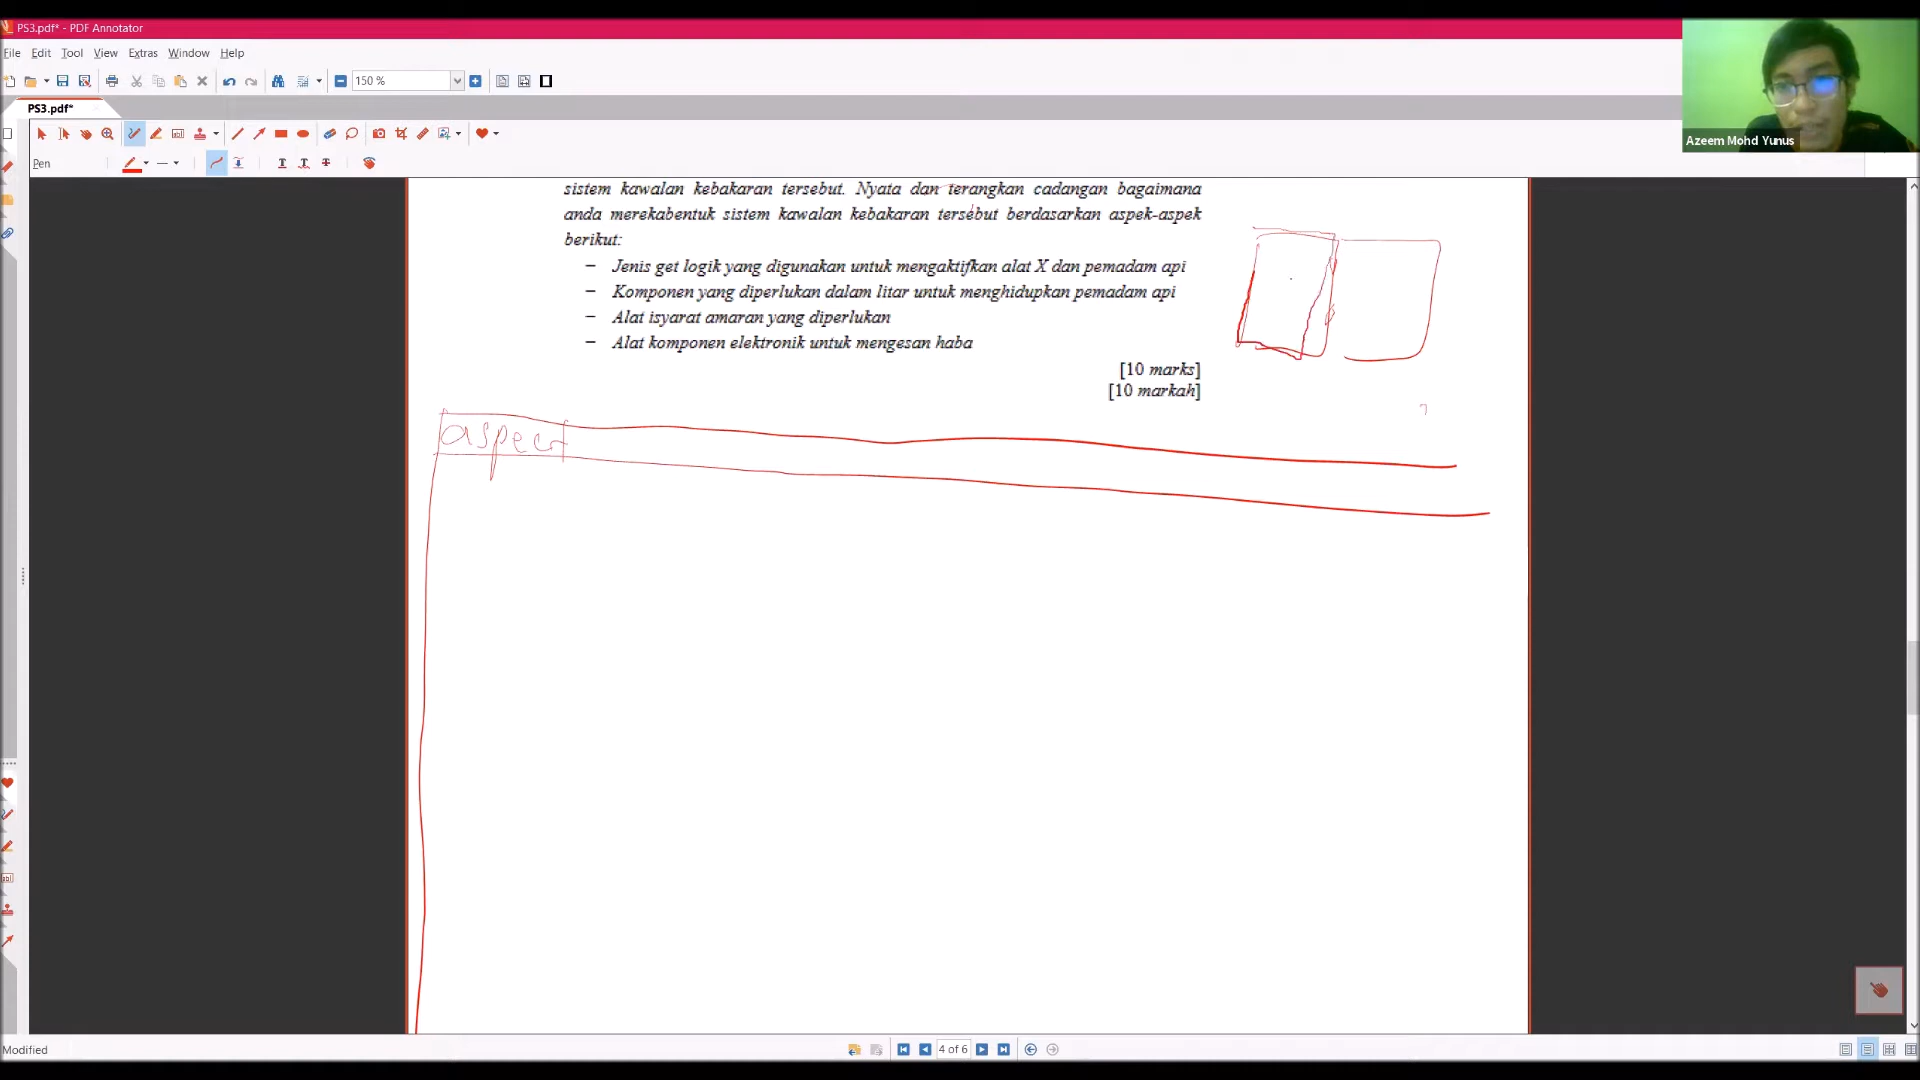 PS3.pdf* - PDF Annotator
File Edit Tool View Extras Window Help
150 %
PS3.pdf*
Azeem Mohd Yunus
Pen
sistem kawalan kebakaran tersebut. Nyata dan terangkan cadangan bagaimana
anda merekabentuk sistem kawalan kebakaran tersebut berdasarkan aspek-aspek
berikut:
– Jenis get logik yang digunakan untuk mengaktifkan alat X dan pemadam api
– Komponen yang diperlukan dalam litar untuk menghidupkan pemadam api
– Alat isyarat amaran yang diperlukan
– Alat komponen elektronik untuk mengesan haba
[10 marks]
[10 markah]
aspect
Modified
4 of 6